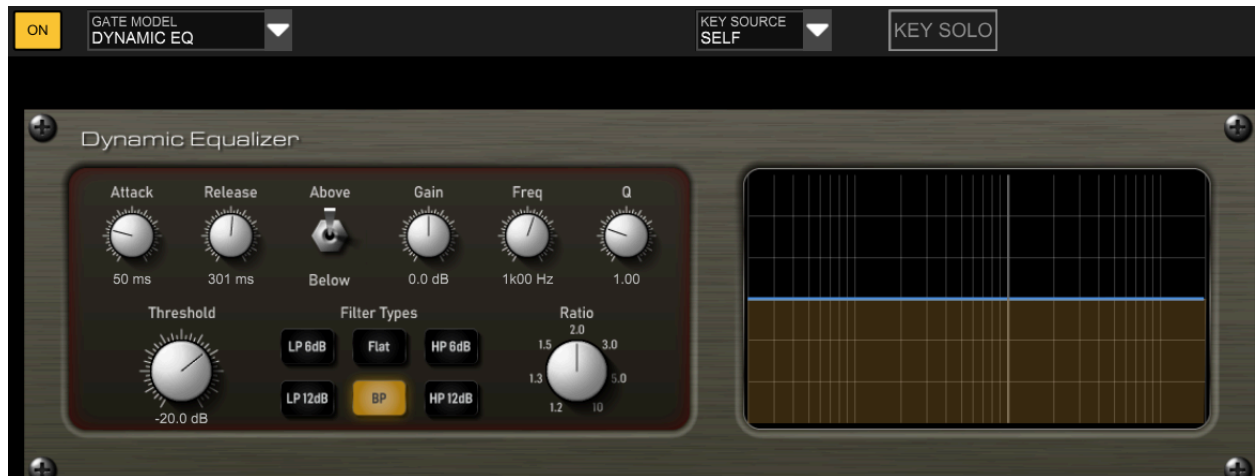 ON
GATE MODEL
DYNAMIC EQ
KEY SOURCE
SELF
KEY SOLO
Dynamic Equalizer
Attack Release Above Gain Freq Q
50 ms 301 ms Below 0.0 dB 1k00 Hz 1.00
Threshold Filter Types Ratio
2.0
LP 6dB Flat HP 6dB 1.5 3.0
1.3 5.0
LP 12dB BP HP 12dB 1.2 10
-20.0 dB